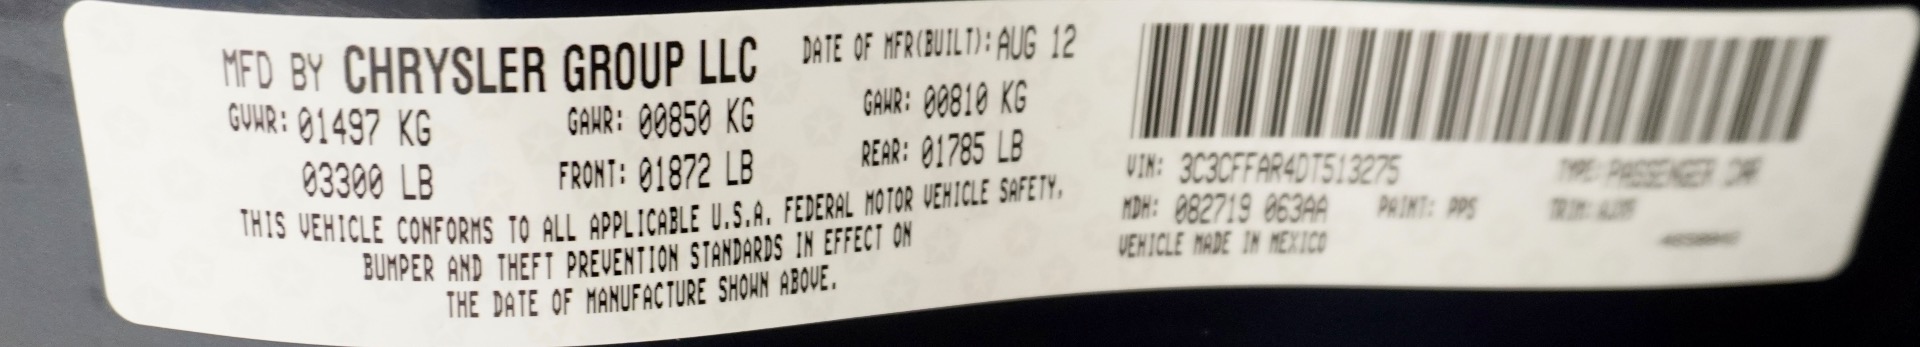 MFD BY CHRYSLER GROUP LLC DATE OF MFR(BUILT): AUG 12
GVWR: 01497 KG GAWR: 00850 KG GAWR: 00810 KG
03300 LB FRONT: 01872 LB REAR: 01785 LB
THIS VEHICLE CONFORMS TO ALL APPLICABLE U.S.A. FEDERAL MOTOR VEHICLE SAFETY,
BUMPER AND THEFT PREVENTION STANDARDS IN EFFECT ON
THE DATE OF MANUFACTURE SHOWN ABOVE.
VIN: 3C3CFFAR4DT513275 TYPE: PASSENGER CAR
MDH: 082719 063AA PAINT: PPS TRIM:
VEHICLE MADE IN MEXICO